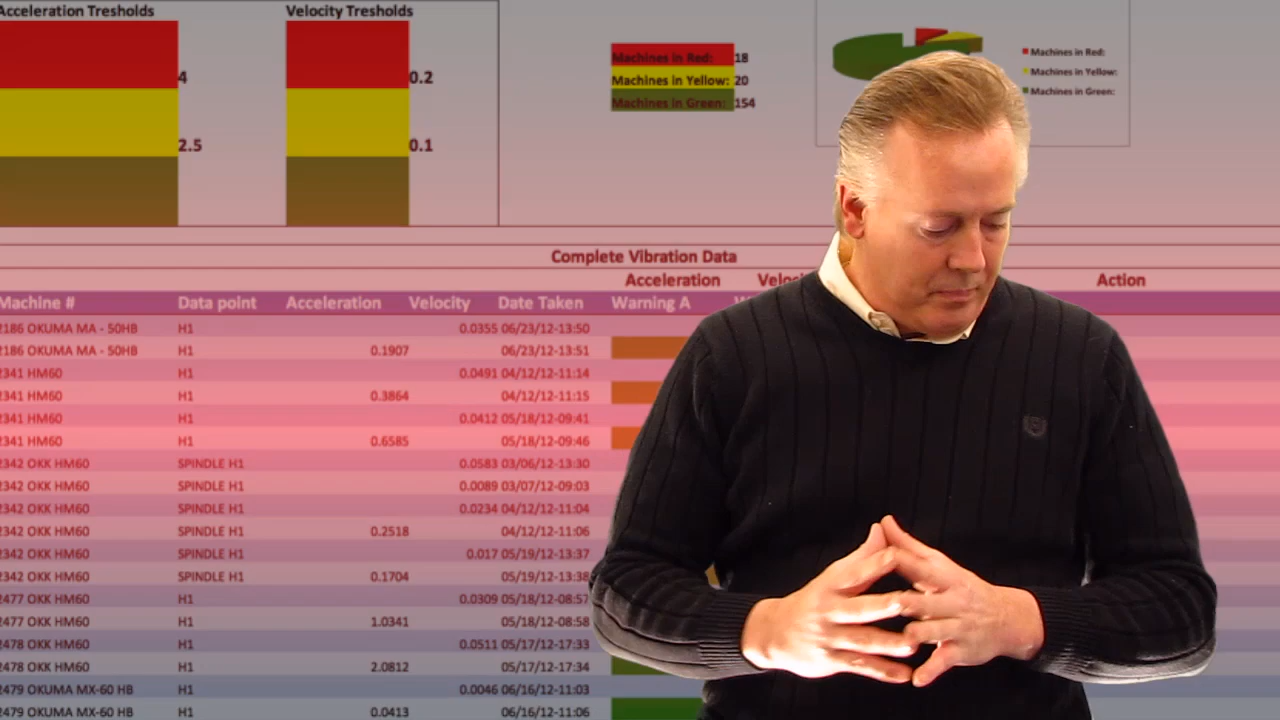 Acceleration Tresholds
Velocity Tresholds
4
0.2
2.5
0.1
Machines in Red: 18
Machines in Yellow: 20
Machines in Green: 154
Machines in Red:
Machines in Yellow:
Machines in Green:
Complete Vibration Data
Acceleration Action
Machine # Data point Acceleration Velocity Date Taken Warning A
2186 OKUMA MA - 50HB H1 0.0355 06/23/12-13:50
2186 OKUMA MA - 50HB H1 0.1907 06/23/12-13:51
2341 HM60 H1 0.0491 04/12/12-11:14
2341 HM60 H1 0.3864 04/12/12-11:15
2341 HM60 H1 0.0412 05/18/12-09:41
2341 HM60 H1 0.6585 05/18/12-09:46
2342 OKK HM60 SPINDLE H1 0.0583 03/06/12-13:30
2342 OKK HM60 SPINDLE H1 0.0089 03/07/12-09:03
2342 OKK HM60 SPINDLE H1 0.0234 04/12/12-11:04
2342 OKK HM60 SPINDLE H1 0.2518 04/12/12-11:06
2342 OKK HM60 SPINDLE H1 0.017 05/19/12-13:37
2342 OKK HM60 SPINDLE H1 0.1704 05/19/12-13:38
2477 OKK HM60 H1 0.0309 05/18/12-08:57
2477 OKK HM60 H1 1.0341 05/18/12-08:58
2478 OKK HM60 H1 0.0511 05/17/12-17:33
2478 OKK HM60 H1 2.0812 05/17/12-17:34
2479 OKUMA MX-60 HB H1 0.0046 06/16/12-11:03
2479 OKUMA MX-60 HB H1 0.0413 06/16/12-11:06